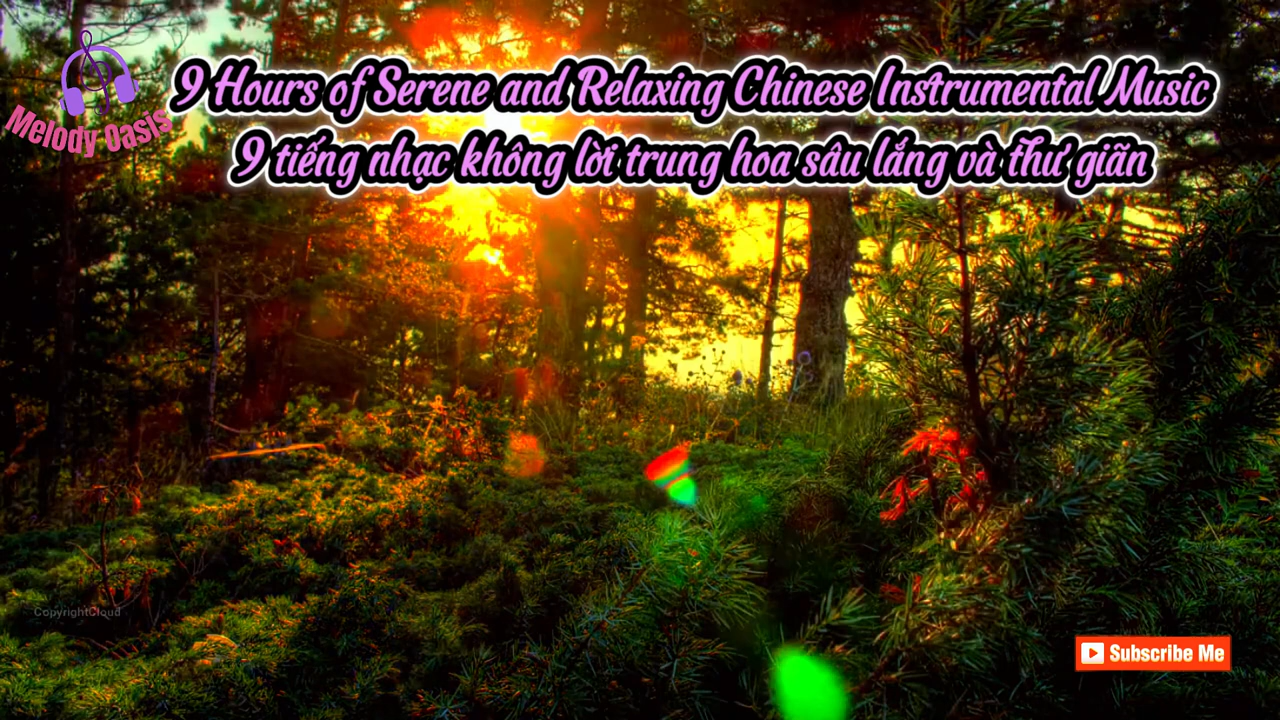 Melody Oasis
9 Hours of Serene and Relaxing Chinese Instrumental Music
9 tiếng nhạc không lời trung hoa sâu lắng và thư giãn
CopyrightCloud
Subscribe Me